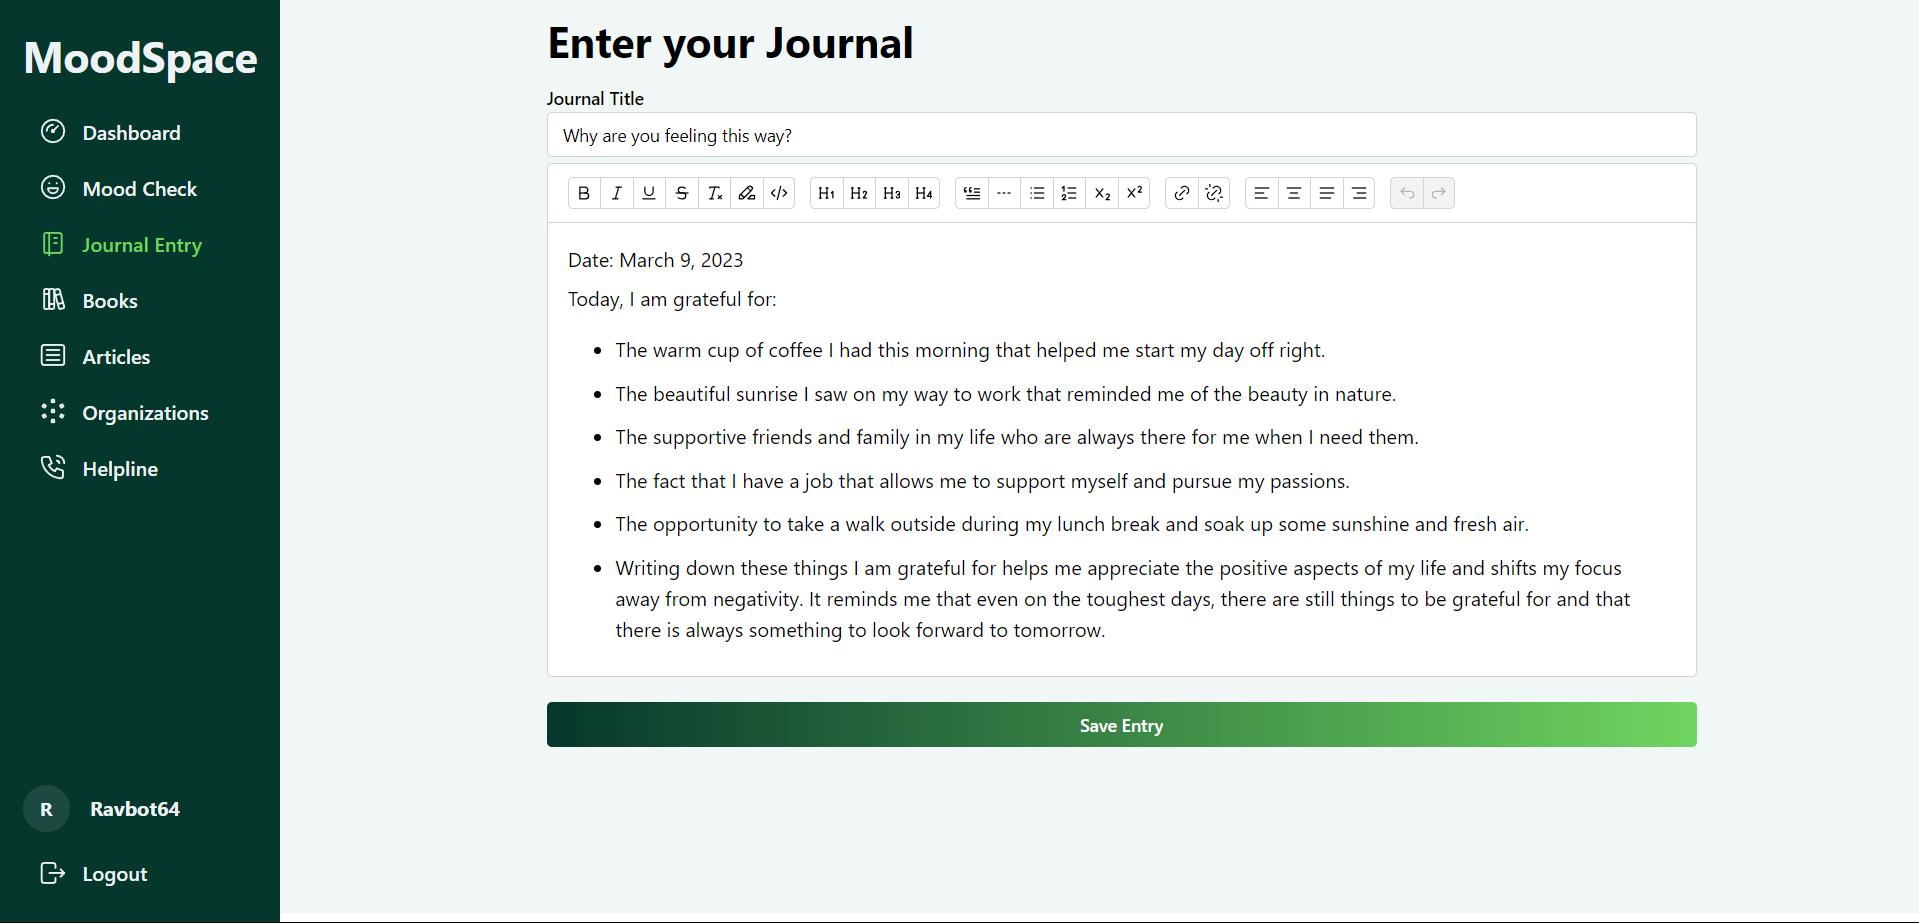 MoodSpace
Dashboard
Mood Check
Journal Entry
Books
Articles
Organizations
Helpline
Ravbot64
R
Logout
Enter your Journal
Journal Title
Why are you feeling this way?
B I U S Tx </> H1 H2 H3 H4 X2 X2
Date: March 9, 2023
Today, I am grateful for:
• The warm cup of coffee I had this morning that helped me start my day off right.
• The beautiful sunrise I saw on my way to work that reminded me of the beauty in nature.
• The supportive friends and family in my life who are always there for me when I need them.
• The fact that I have a job that allows me to support myself and pursue my passions.
• The opportunity to take a walk outside during my lunch break and soak up some sunshine and fresh air.
• Writing down these things I am grateful for helps me appreciate the positive aspects of my life and shifts my focus
away from negativity. It reminds me that even on the toughest days, there are still things to be grateful for and that
there is always something to look forward to tomorrow.
Save Entry